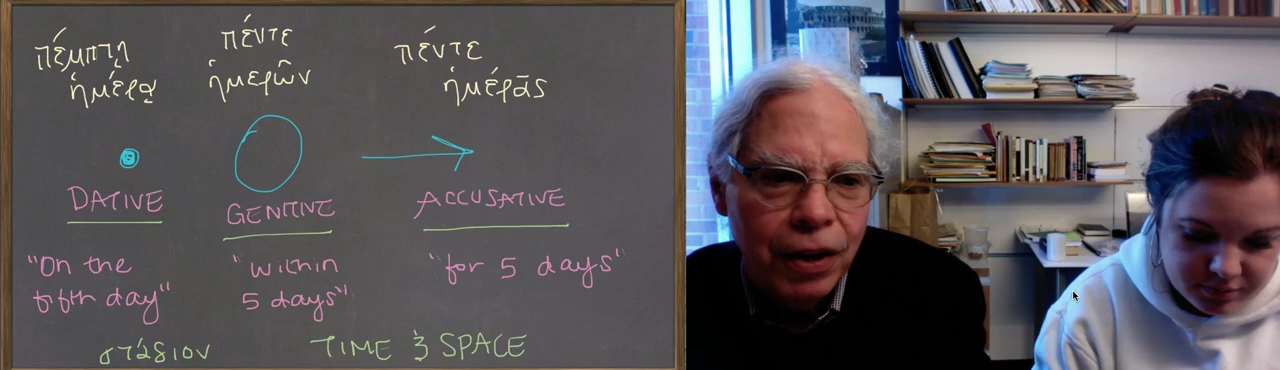 πέμπτῃ
ἡμέρᾳ
πέντε
ἡμερῶν
πέντε
ἡμέρᾱς
DATIVE
GENITIVE
ACCUSATIVE
"On the
fifth day"
"within
5 days"
"for 5 days"
στάδιον
TIME & SPACE